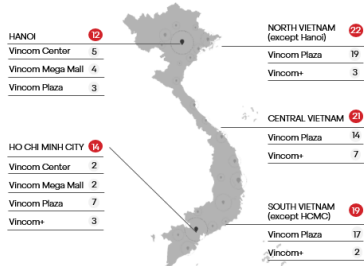 HANOI 12
Vincom Center 5
Vincom Mega Mall 4
Vincom Plaza 3
NORTH VIETNAM 22
(except Hanoi)
Vincom Plaza 19
Vincom+ 3
CENTRAL VIETNAM 21
Vincom Plaza 14
Vincom+ 7
HO CHI MINH CITY 14
Vincom Center 2
Vincom Mega Mall 2
Vincom Plaza 7
Vincom+ 3
SOUTH VIETNAM 19
(except HCMC)
Vincom Plaza 17
Vincom+ 2